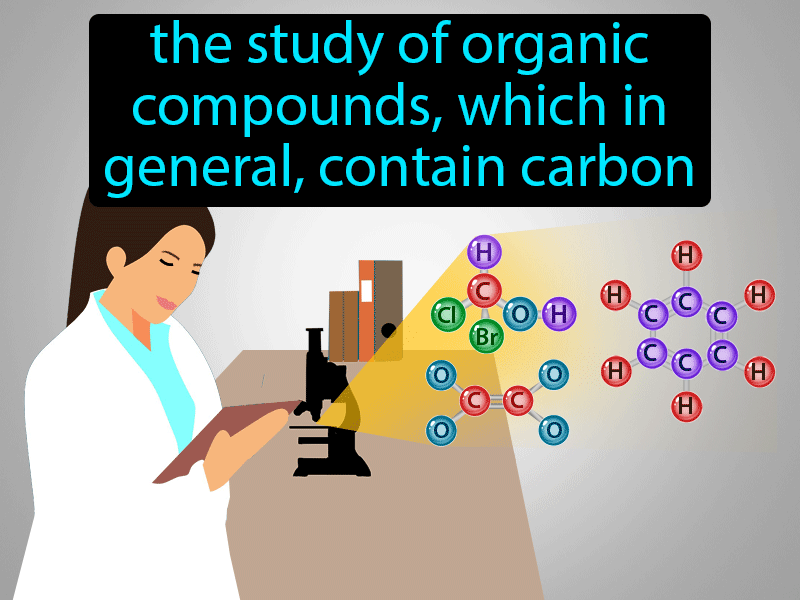 the study of organic
compounds, which in
general, contain carbon
H
C
Cl
O
H
Br
O
O
C
C
O
O
H
H
H
C
C
C
C
C
C
H
H
H